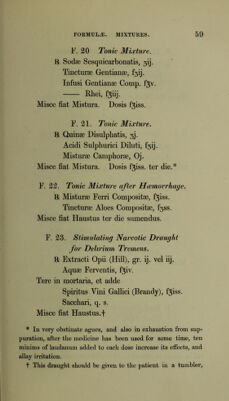 FORMULÆ. MIXTURES. 59
F. 20 Tonic Mixture.
℞ Sodæ Sesquicarbonatis, ʒij.
Tincturæ Gentianæ, fʒij.
Infusi Gentianæ Comp. f℥v.
—— Rhei, f℥iij.
Misce fiat Mistura. Dosis f℥iss.
F. 21. Tonic Mixture.
℞ Quinæ Disulphatis, ʒj.
Acidi Sulphurici Diluti, fʒij.
Misturæ Camphoræ, Oj.
Misce fiat Mistura. Dosis f℥iss. ter die.*
F. 22. Tonic Mixture after Hæmorrhage.
℞ Misturæ Ferri Compositæ, f℥iss.
Tincturæ Aloes Compositæ, fʒss.
Misce fiat Haustus ter die sumendus.
F. 23. Stimulating Narcotic Draught
for Delirium Tremens.
℞ Extracti Opii (Hill), gr. ij. vel iij.
Aquæ Ferventis, f℥iv.
Tere in mortaria, et adde
Spiritus Vini Gallici (Brandy), f℥iss.
Sacchari, q. s.
Misce fiat Haustus.†
* In very obstinate agues, and also in exhaustion from sup-
puration, after the medicine has been used for some time, ten
minims of laudanum added to each dose increase its effects, and
allay irritation.
† This draught should be given to the patient in a tumbler,